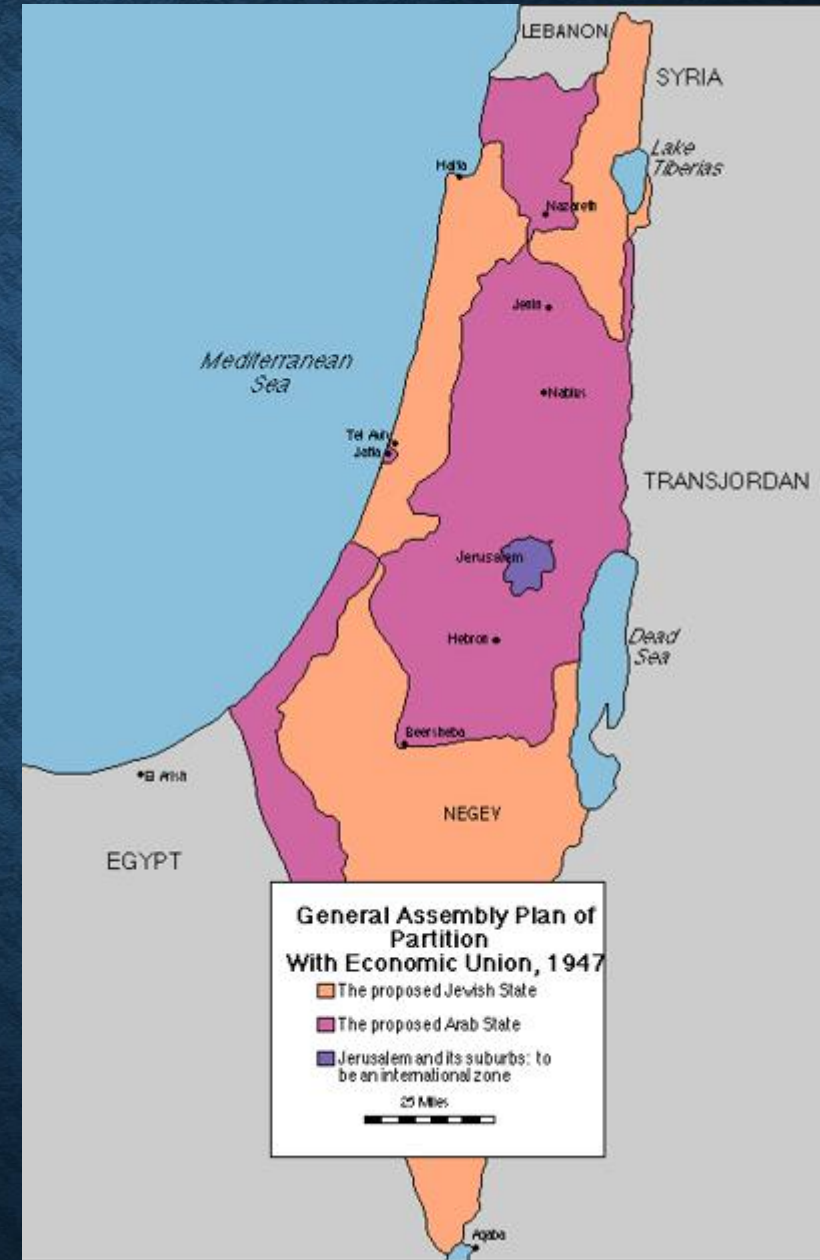 LEBANON
SYRIA
Lake
Tiberias
Haifa
Nazareth
Jenin
Mediterranean
Sea
Nablus
Tel Aviv
Jaffa
TRANSJORDAN
Jerusalem
Hebron
Dead
Sea
Beersheba
El Arish
NEGEV
EGYPT
General Assembly Plan of
Partition
With Economic Union, 1947
The proposed Jewish State
The proposed Arab State
Jerusalem and its suburbs: to
be an international zone
25 Miles
Aqaba